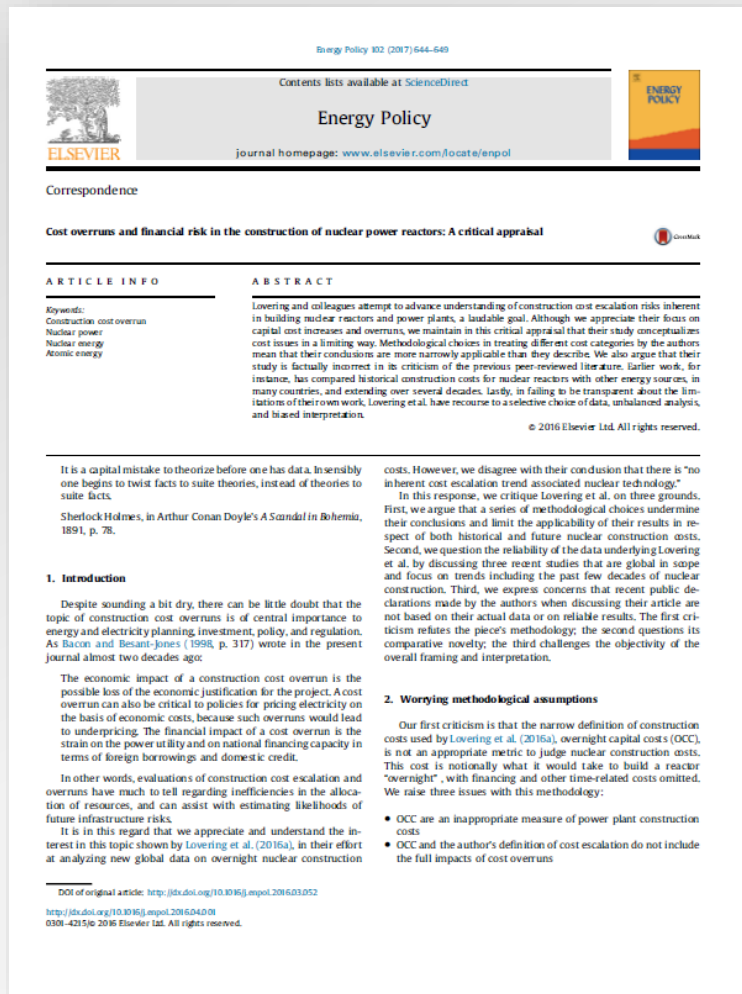 Energy Policy 102 (2017) 644–649
Contents lists available at ScienceDirect
Energy Policy
journal homepage: www.elsevier.com/locate/enpol
ELSEVIER
ENERGY
POLICY
Correspondence
Cost overruns and financial risk in the construction of nuclear power reactors: A critical appraisal
CrossMark
ARTICLE INFO
Keywords:
Construction cost overrun
Nuclear power
Nuclear energy
Atomic energy
ABSTRACT
Lovering and colleagues attempt to advance understanding of construction cost escalation risks inherent
in building nuclear reactors and power plants, a laudable goal. Although we appreciate their focus on
capital cost increases and overruns, we maintain in this critical appraisal that their study conceptualizes
cost issues in a limiting way. Methodological choices in treating different cost categories by the authors
mean that their conclusions are more narrowly applicable than they describe. We also argue that their
study is factually incorrect in its criticism of the previous peer-reviewed literature. Earlier work, for
instance, has compared historical construction costs for nuclear reactors with other energy sources, in
many countries, and extending over several decades. Lastly, in failing to be transparent about the lim-
itations of their own work, Lovering et al. have recourse to a selective choice of data, unbalanced analysis,
and biased interpretation.
© 2016 Elsevier Ltd. All rights reserved.
It is a capital mistake to theorize before one has data. Insensibly
one begins to twist facts to suite theories, instead of theories to
suite facts.
Sherlock Holmes, in Arthur Conan Doyle's A Scandal in Bohemia,
1891, p. 78.
1. Introduction
Despite sounding a bit dry, there can be little doubt that the
topic of construction cost overruns is of central importance to
energy and electricity planning, investment, policy, and regulation.
As Bacon and Besant-Jones (1998, p. 317) wrote in the present
journal almost two decades ago:
The economic impact of a construction cost overrun is the
possible loss of the economic justification for the project. A cost
overrun can also be critical to policies for pricing electricity on
the basis of economic costs, because such overruns would lead
to underpricing. The financial impact of a cost overrun is the
strain on the power utility and on national financing capacity in
terms of foreign borrowings and domestic credit.
In other words, evaluations of construction cost escalation and
overruns have much to tell regarding inefficiencies in the alloca-
tion of resources, and can assist with estimating likelihoods of
future infrastructure risks.
It is in this regard that we appreciate and understand the in-
terest in this topic shown by Lovering et al. (2016a), in their effort
at analyzing new global data on overnight nuclear construction
costs. However, we disagree with their conclusion that there is "no
inherent cost escalation trend associated nuclear technology."
In this response, we critique Lovering et al. on three grounds.
First, we argue that a series of methodological choices undermine
their conclusions and limit the applicability of their results in re-
spect of both historical and future nuclear construction costs.
Second, we question the reliability of the data underlying Lovering
et al. by discussing three recent studies that are global in scope
and focus on trends including the past few decades of nuclear
construction. Third, we express concerns that recent public de-
clarations made by the authors when discussing their article are
not based on their actual data or on reliable results. The first cri-
ticism refutes the piece's methodology; the second questions its
comparative novelty; the third challenges the objectivity of the
overall framing and interpretation.
2. Worrying methodological assumptions
Our first criticism is that the narrow definition of construction
costs used by Lovering et al. (2016a), overnight capital costs (OCC),
is not an appropriate metric to judge nuclear construction costs.
This cost is notionally what it would take to build a reactor
"overnight" , with financing and other time-related costs omitted.
We raise three issues with this methodology:
● OCC are an inappropriate measure of power plant construction
costs
● OCC and the author's definition of cost escalation do not include
the full impacts of cost overruns
DOI of original article: http://dx.doi.org/10.1016/j.enpol.2016.03.052
http://dx.doi.org/10.1016/j.enpol.2016.04.001
0301-4215/© 2016 Elsevier Ltd. All rights reserved.